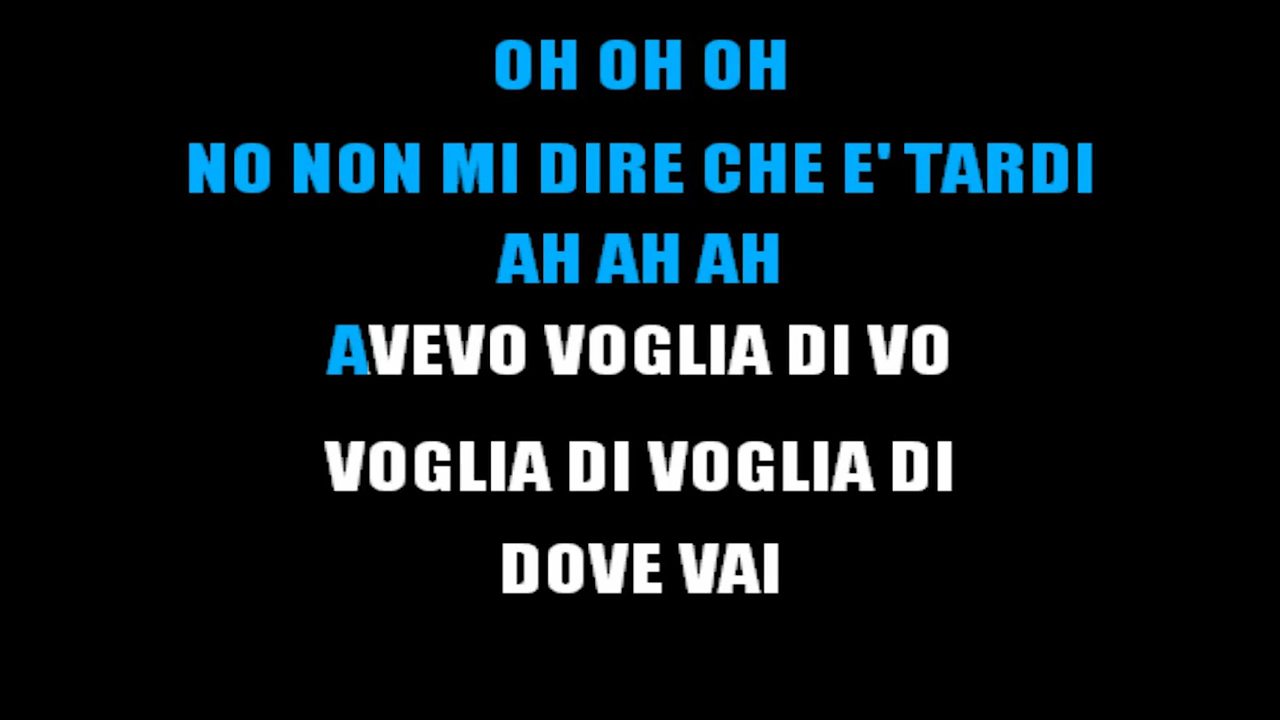 OH OH OH
NO NON MI DIRE CHE E' TARDI
AH AH AH
AVEVO VOGLIA DI VO
VOGLIA DI VOGLIA DI
DOVE VAI